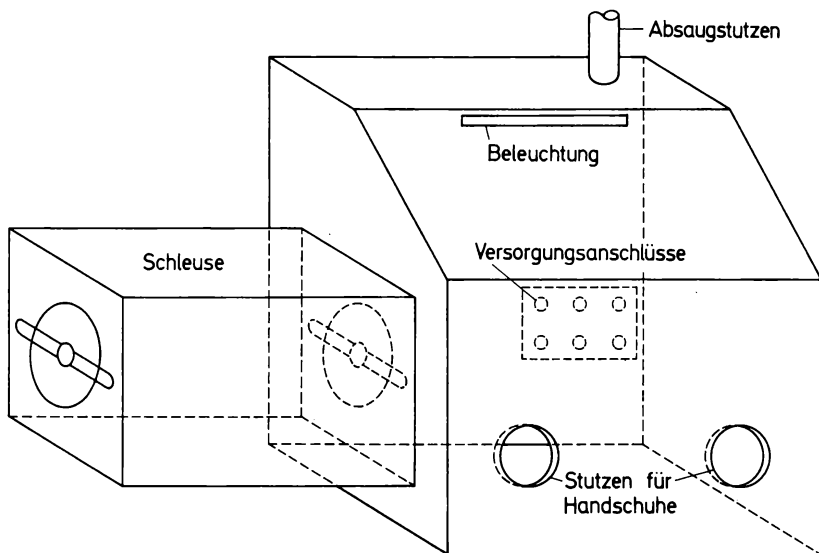 Absaugstutzen
Beleuchtung
Schleuse
Versorgungsanschlüsse
Stutzen für
Handschuhe